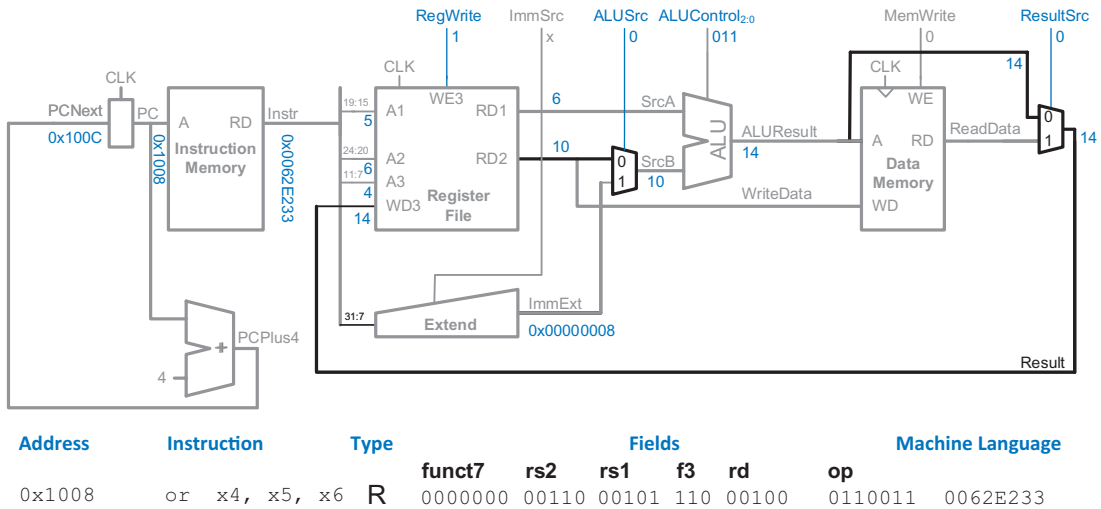 RegWrite ImmSrc ALUSrc ALUControl2:0 MemWrite ResultSrc
1 x 0 011 0 0
CLK CLK CLK 14
PCNext PC A RD Instr 19:15 A1 WE3 RD1 6 SrcA WE 0
0x100C 5
Instruction 24:20 A2 RD2 10 0 SrcB ALU ALUResult A RD ReadData 1 14
Memory 6 14
0x1008 0x0062E233 11:7 A3 Register 1 10 Data
4 WD3 File Memory
14 WriteData WD
31:7 Extend ImmExt
0x00000008
+ PCPlus4
4 Result
Address Instruction Type Fields Machine Language
funct7 rs2 rs1 f3 rd op
0x1008 or x4, x5, x6 R 0000000 00110 00101 110 00100 0110011 0062E233